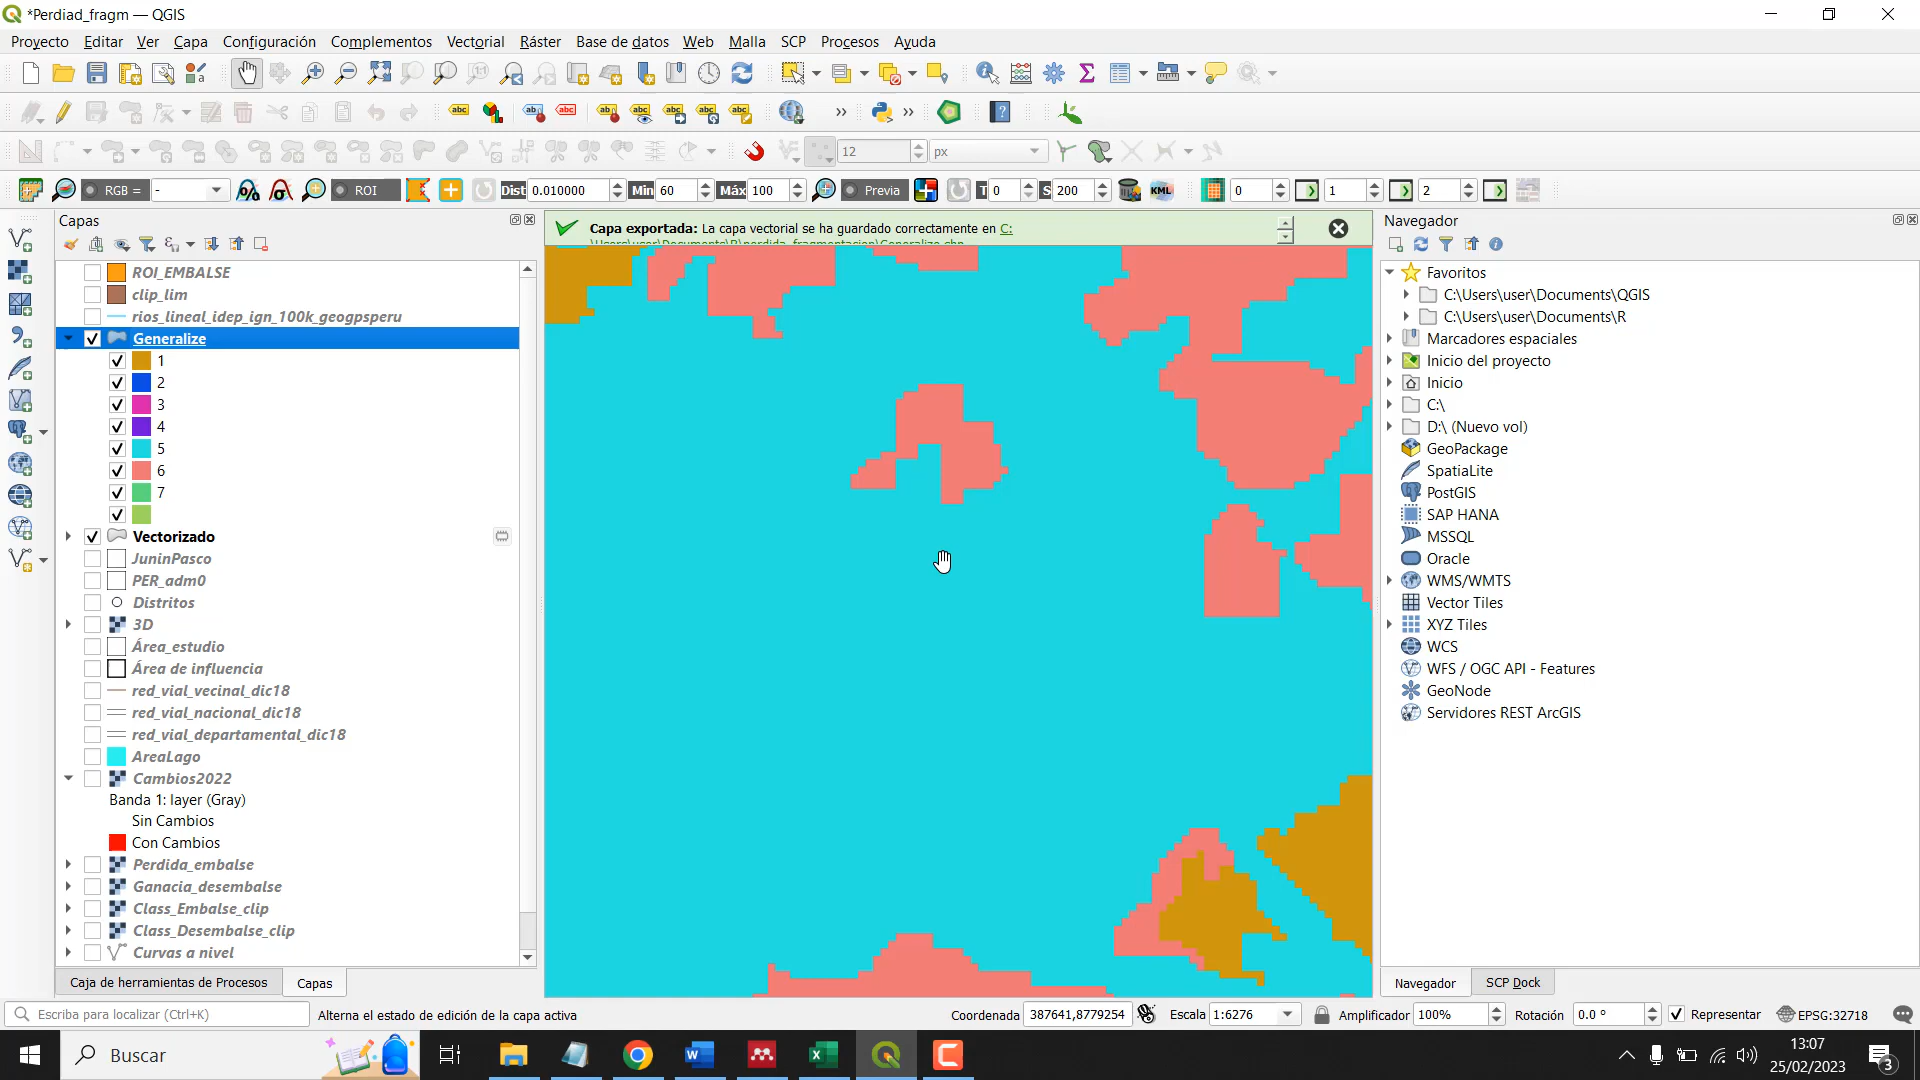 *Perdiad_fragm — QGIS
Proyecto Editar Ver Capa Configuración Complementos Vectorial Ráster Base de datos Web Malla SCP Procesos Ayuda
12 px
RGB = - ROI Dist 0.010000 Min 60 Máx 100 Previa T 0 S 200 KML 0 1 2
Capas
Capa exportada: La capa vectorial se ha guardado correctamente en C:
\Users\user\Documents\R\perdida_fragmentacion\Generalize.shp
ROI_EMBALSE
clip_lim
rios_lineal_idep_ign_100k_geogpsperu
Generalize
1
2
3
4
5
6
7
Vectorizado
JuninPasco
PER_adm0
Distritos
3D
Área_estudio
Área de influencia
red_vial_vecinal_dic18
red_vial_nacional_dic18
red_vial_departamental_dic18
AreaLago
Cambios2022
Banda 1: layer (Gray)
Sin Cambios
Con Cambios
Perdida_embalse
Ganacia_desembalse
Class_Embalse_clip
Class_Desembalse_clip
Curvas a nivel
Caja de herramientas de Procesos Capas
Navegador
Favoritos
C:\Users\user\Documents\QGIS
C:\Users\user\Documents\R
Marcadores espaciales
Inicio del proyecto
Inicio
C:\
D:\ (Nuevo vol)
GeoPackage
SpatiaLite
PostGIS
SAP HANA
MSSQL
Oracle
WMS/WMTS
Vector Tiles
XYZ Tiles
WCS
WFS / OGC API - Features
GeoNode
Servidores REST ArcGIS
Navegador SCP Dock
Escriba para localizar (Ctrl+K) Alterna el estado de edición de la capa activa Coordenada 387641,8779254 Escala 1:6276 Amplificador 100% Rotación 0.0 ° Representar EPSG:32718
Buscar
13:07
25/02/2023
3